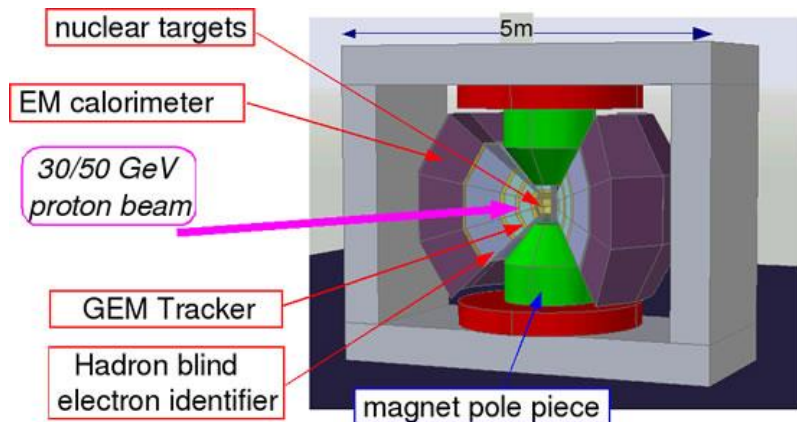 nuclear targets
5m
EM calorimeter
30/50 GeV
proton beam
GEM Tracker
Hadron blind
electron identifier
magnet pole piece